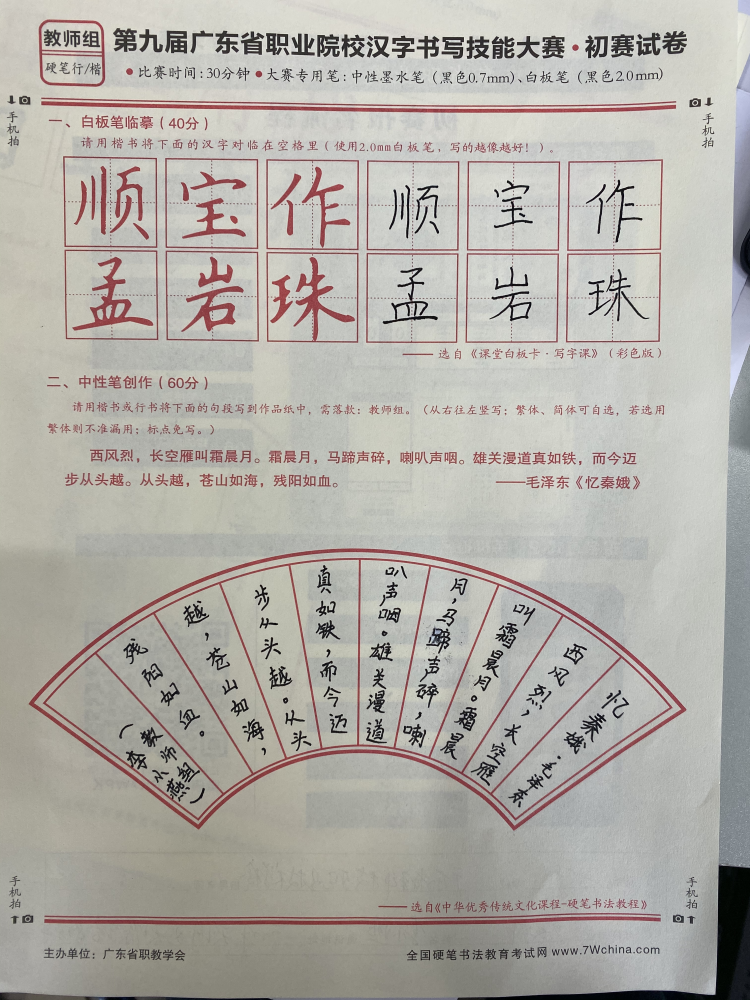 教师组
硬笔行/楷
第九届广东省职业院校汉字书写技能大赛·初赛试卷
●比赛时间:30分钟 ●大赛专用笔:中性墨水笔(黑色0.7mm)、白板笔(黑色2.0mm)
手机拍
手机拍
一、白板笔临摹(40分)
请用楷书将下面的汉字对临在空格里(使用2.0mm白板笔,写的越像越好!)。
顺宝作顺宝作
孟岩珠孟岩珠
——选自《课堂白板卡·写字课》(彩色版)
二、中性笔创作(60分)
请用楷书或行书将下面的句段写到作品纸中,需落款:教师组。(从右往左竖写;繁体、简体可自选,若选用
繁体则不准漏用;标点免写。)
西风烈,长空雁叫霜晨月。霜晨月,马蹄声碎,喇叭声咽。雄关漫道真如铁,而今迈
步从头越。从头越,苍山如海,残阳如血。
——毛泽东《忆秦娥》
忆秦娥·毛泽东
西风烈,长空雁
叫霜晨月。霜晨
月,马蹄声碎,喇
叭声咽。雄关漫道
真如铁,而今迈
步从头越。从头
越,苍山如海,
残阳如血。
(教师组
李从燕)
手机拍
手机拍
——选自《中华优秀传统文化课程-硬笔书法教程》
主办单位:广东省职教学会
全国硬笔书法教育考试网 www.7Wchina.com